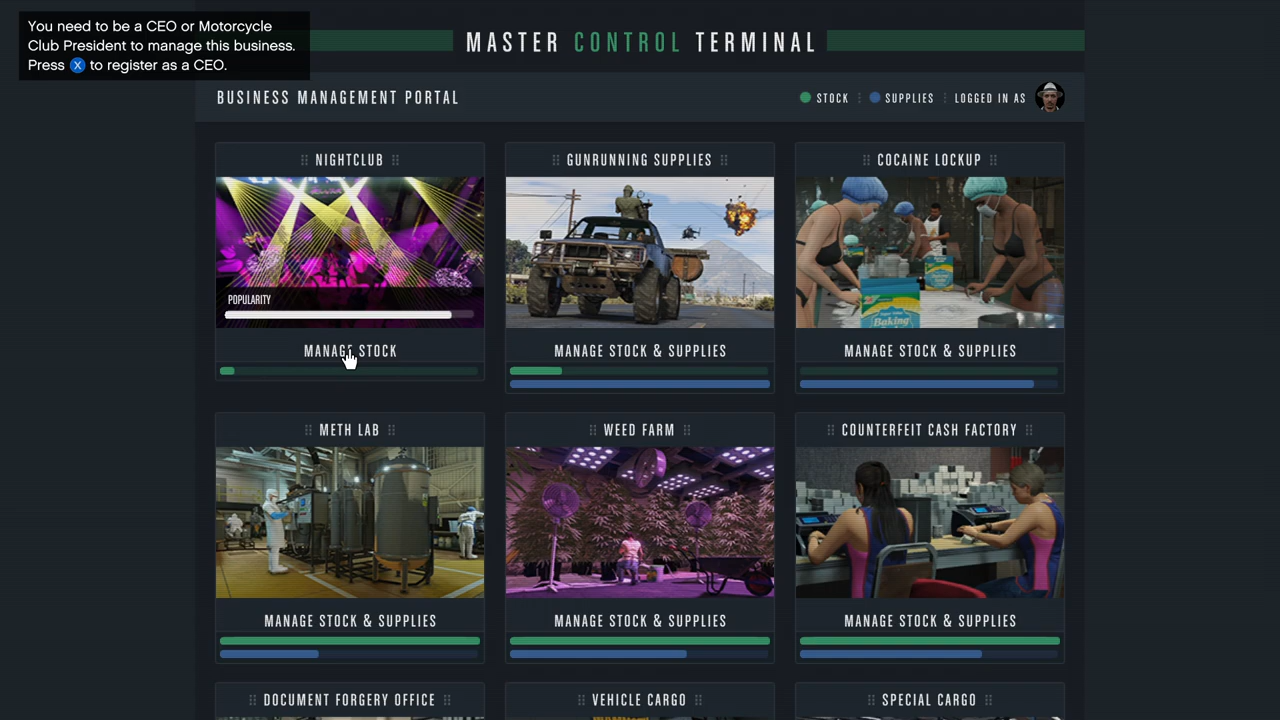 You need to be a CEO or Motorcycle
Club President to manage this business.
Press X to register as a CEO.
MASTER CONTROL TERMINAL
BUSINESS MANAGEMENT PORTAL
STOCK
SUPPLIES
LOGGED IN AS
NIGHTCLUB
GUNRUNNING SUPPLIES
COCAINE LOCKUP
POPULARITY
Baking
MANAGE STOCK
MANAGE STOCK & SUPPLIES
MANAGE STOCK & SUPPLIES
METH LAB
WEED FARM
COUNTERFEIT CASH FACTORY
MANAGE STOCK & SUPPLIES
MANAGE STOCK & SUPPLIES
MANAGE STOCK & SUPPLIES
DOCUMENT FORGERY OFFICE
VEHICLE CARGO
SPECIAL CARGO